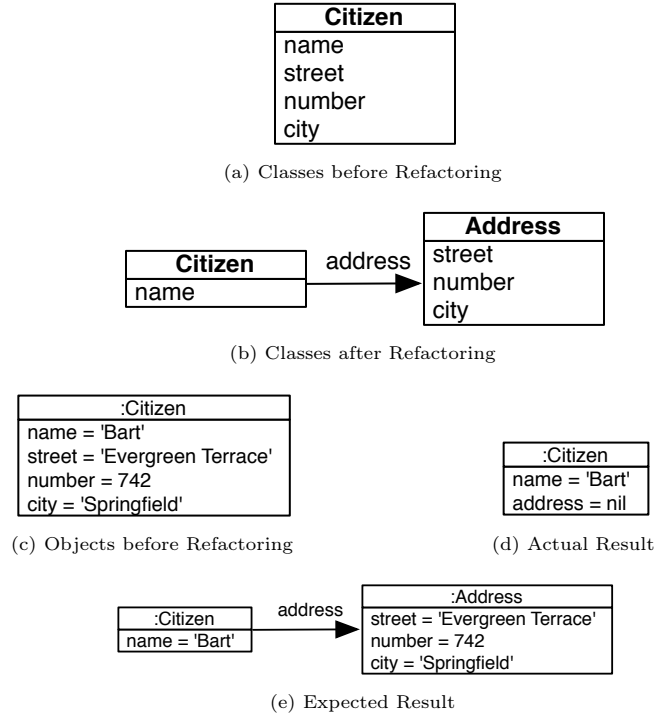 Citizen
name
street
number
city
(a) Classes before Refactoring
Citizen
name
address
Address
street
number
city
(b) Classes after Refactoring
:Citizen
name = 'Bart'
street = 'Evergreen Terrace'
number = 742
city = 'Springfield'
(c) Objects before Refactoring
:Citizen
name = 'Bart'
address = nil
(d) Actual Result
:Citizen
name = 'Bart'
address
:Address
street = 'Evergreen Terrace'
number = 742
city = 'Springfield'
(e) Expected Result